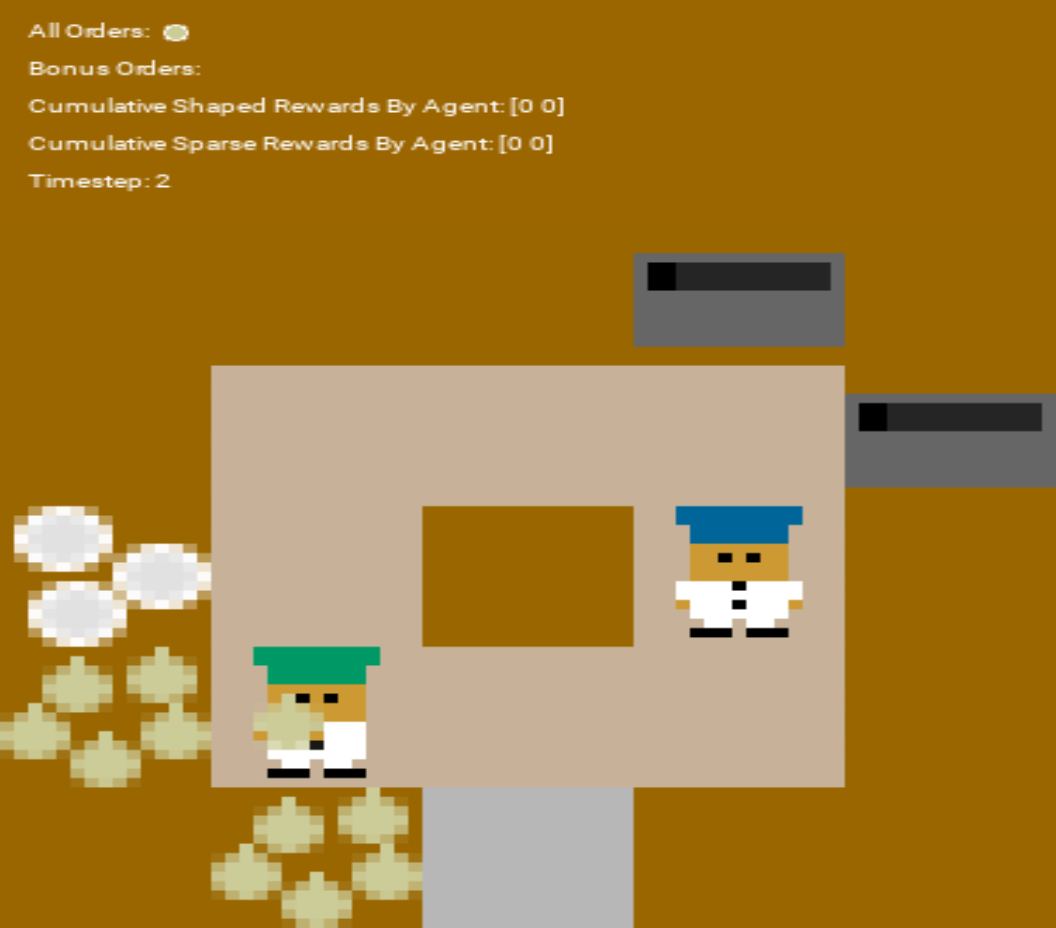 All Orders:
Bonus Orders:
Cumulative Shaped Rewards By Agent: [0 0]
Cumulative Sparse Rewards By Agent: [0 0]
Timestep: 2